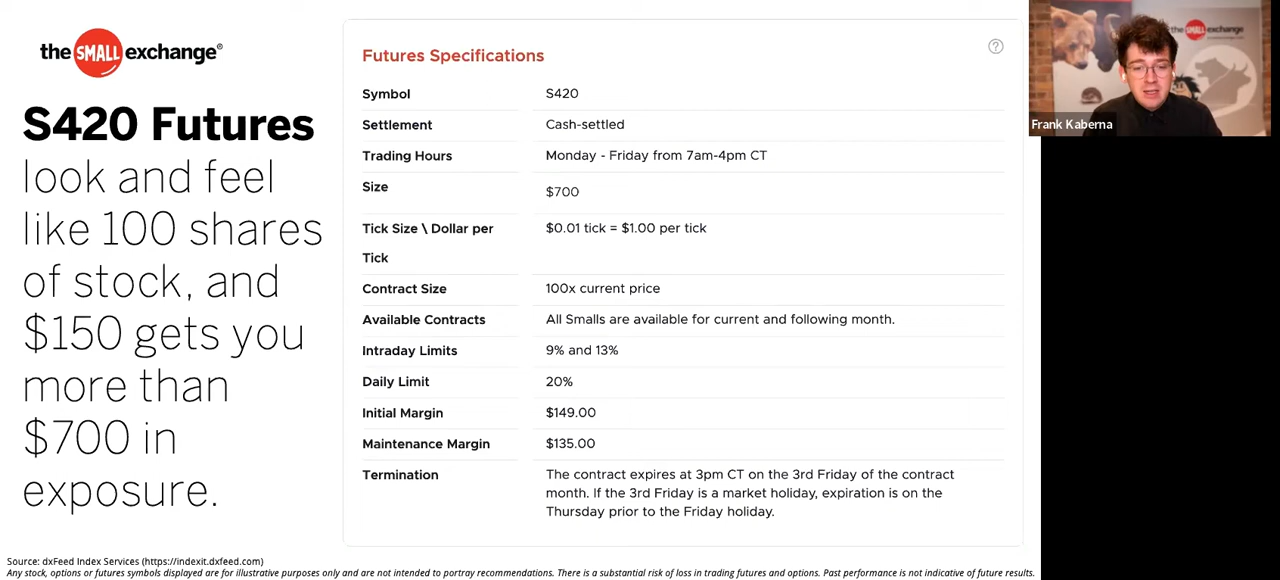 the SMALL exchange®
S420 Futures
look and feel
like 100 shares
of stock, and
$150 gets you
more than
$700 in
exposure.
Futures Specifications
?
Symbol S420
Settlement Cash-settled
Trading Hours Monday - Friday from 7am-4pm CT
Size $700
Tick Size \ Dollar per $0.01 tick = $1.00 per tick
Tick
Contract Size 100x current price
Available Contracts All Smalls are available for current and following month.
Intraday Limits 9% and 13%
Daily Limit 20%
Initial Margin $149.00
Maintenance Margin $135.00
Termination The contract expires at 3pm CT on the 3rd Friday of the contract
month. If the 3rd Friday is a market holiday, expiration is on the
Thursday prior to the Friday holiday.
the SMALL exchange
Frank Kaberna
Source: dxFeed Index Services (https://indexit.dxfeed.com)
Any stock, options or futures symbols displayed are for illustrative purposes only and are not intended to portray recommendations. There is a substantial risk of loss in trading futures and options. Past performance is not indicative of future results.